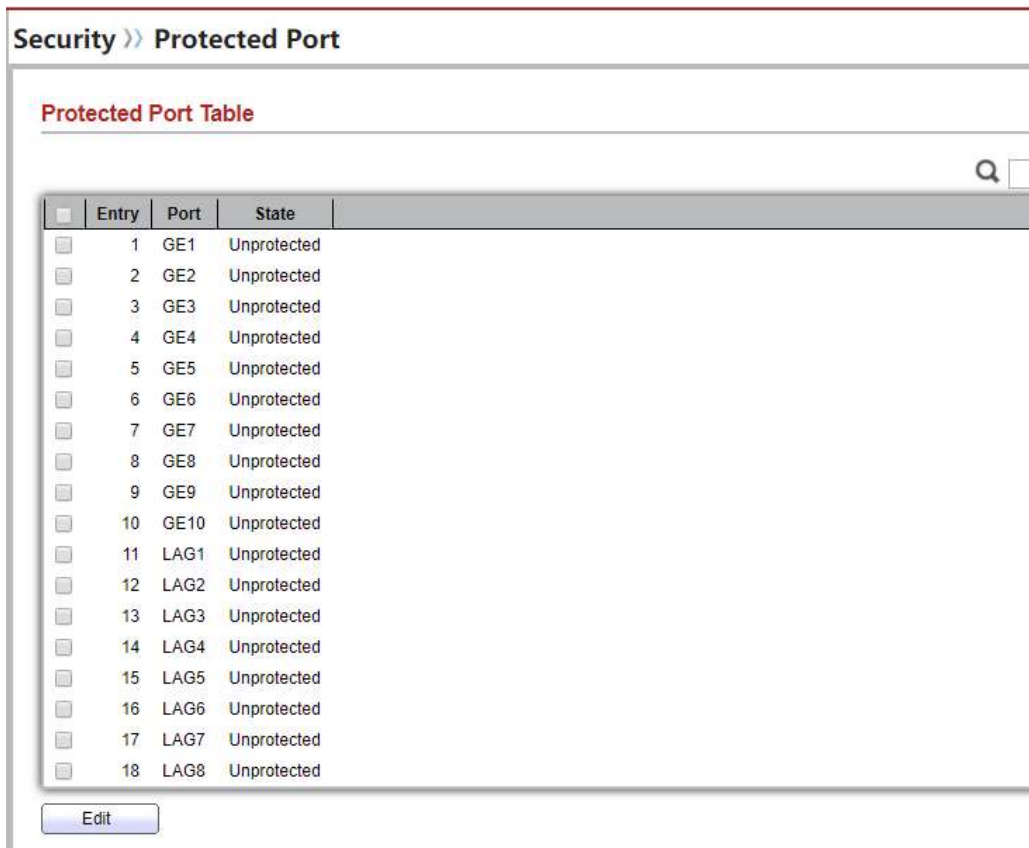 Security 》 Protected Port
Protected Port Table
Entry Port State
1 GE1 Unprotected
2 GE2 Unprotected
3 GE3 Unprotected
4 GE4 Unprotected
5 GE5 Unprotected
6 GE6 Unprotected
7 GE7 Unprotected
8 GE8 Unprotected
9 GE9 Unprotected
10 GE10 Unprotected
11 LAG1 Unprotected
12 LAG2 Unprotected
13 LAG3 Unprotected
14 LAG4 Unprotected
15 LAG5 Unprotected
16 LAG6 Unprotected
17 LAG7 Unprotected
18 LAG8 Unprotected
Edit